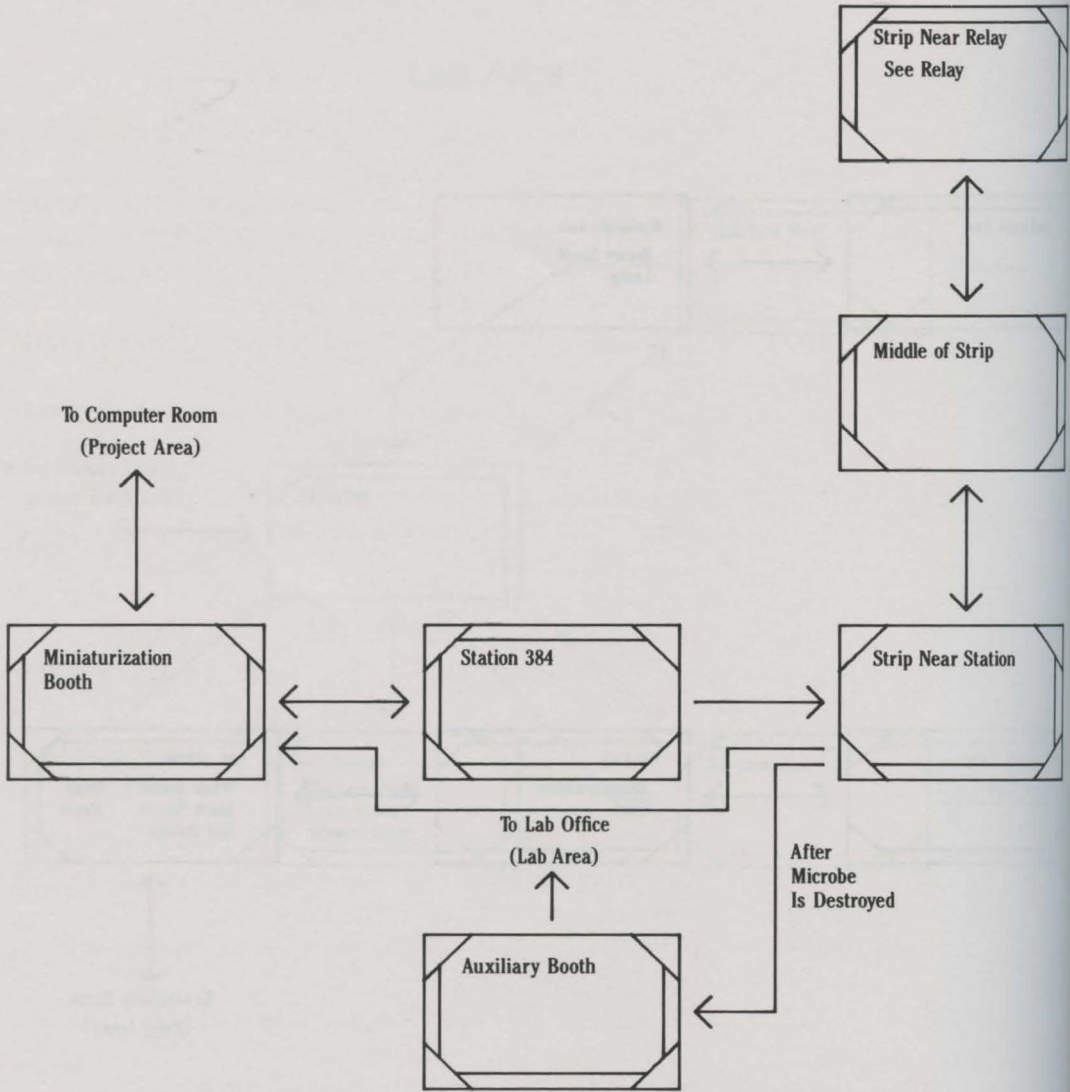 Strip Near Relay
See Relay
Middle of Strip
To Computer Room
(Project Area)
Miniaturization
Booth
Station 384
Strip Near Station
To Lab Office
(Lab Area)
After
Microbe
Is Destroyed
Auxiliary Booth